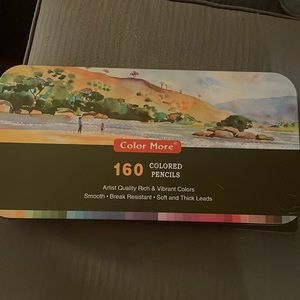 Color More®
160 COLORED
PENCILS
Artist Quality Rich & Vibrant Colors
Smooth • Break Resistant • Soft and Thick Leads